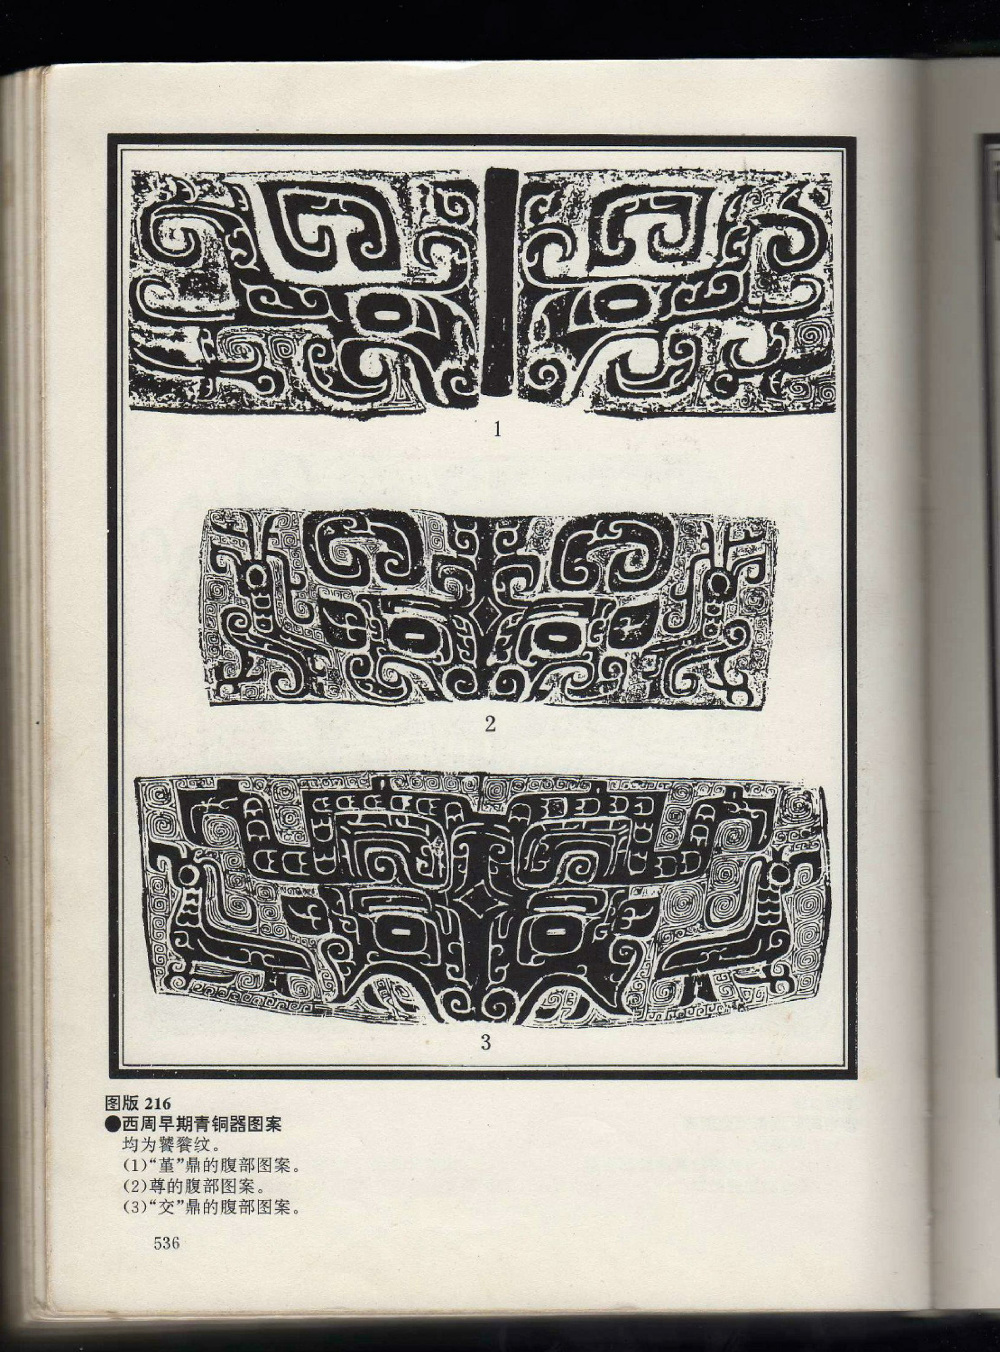 1
2
3
图版 216
●西周早期青铜器图案
均为饕餮纹。
(1)“堇”鼎的腹部图案。
(2)尊的腹部图案。
(3)“交”鼎的腹部图案。
536